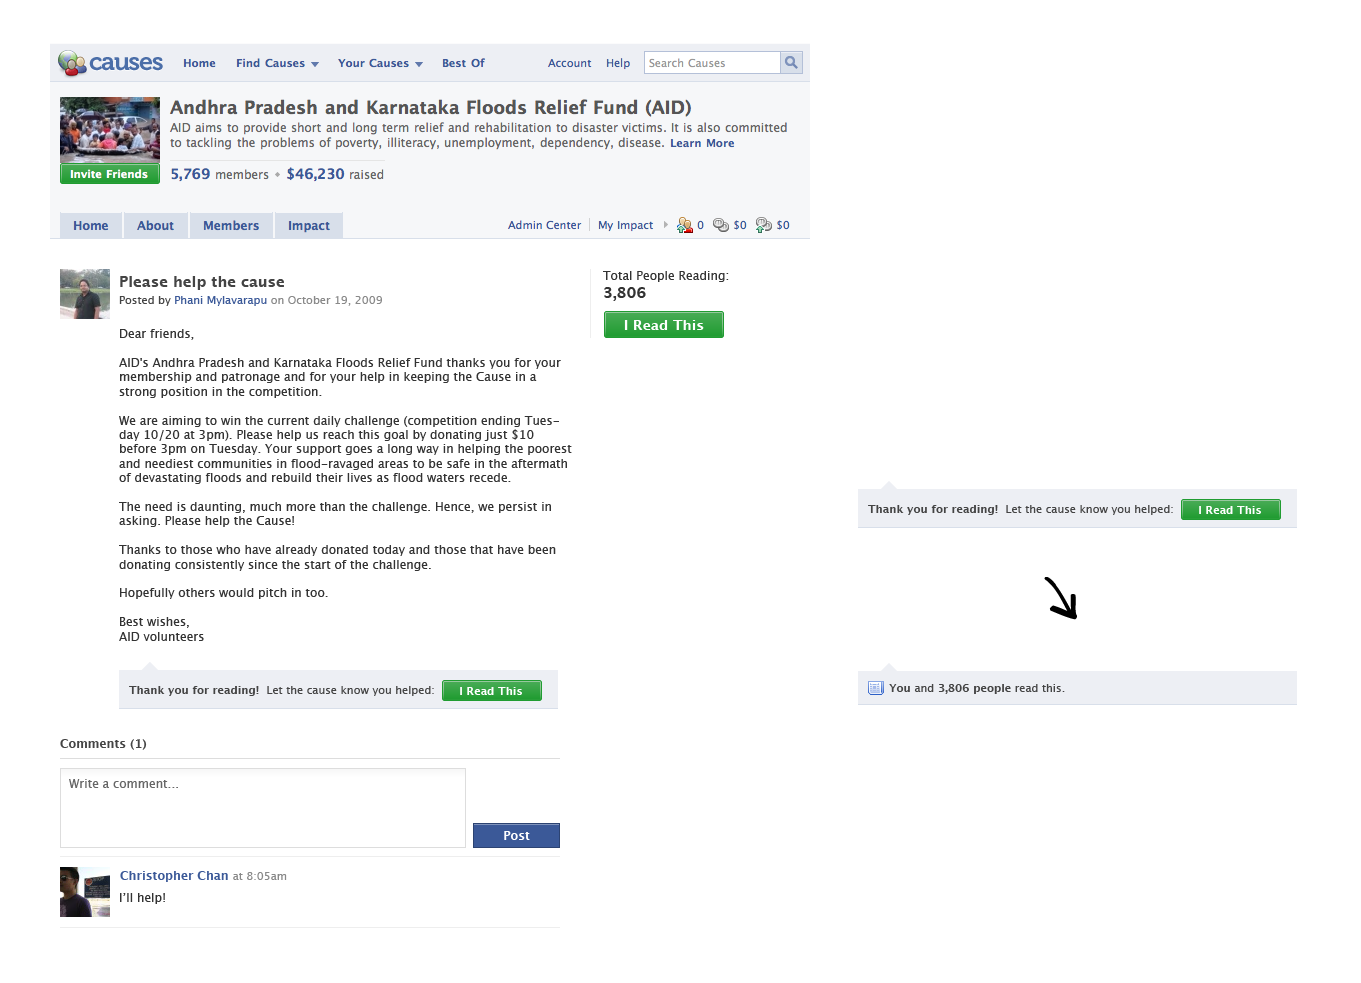 causes Home Find Causes Your Causes Best Of Account Help Search Causes
Andhra Pradesh and Karnataka Floods Relief Fund (AID)
AID aims to provide short and long term relief and rehabilitation to disaster victims. It is also committed
to tackling the problems of poverty, illiteracy, unemployment, dependency, disease. Learn More
Invite Friends
5,769 members • $46,230 raised
Home About Members Impact
Admin Center My Impact 0 $0 $0
Please help the cause
Posted by Phani Mylavarapu on October 19, 2009
Dear friends,
AID's Andhra Pradesh and Karnataka Floods Relief Fund thanks you for your
membership and patronage and for your help in keeping the Cause in a
strong position in the competition.
We are aiming to win the current daily challenge (competition ending Tues-
day 10/20 at 3pm). Please help us reach this goal by donating just $10
before 3pm on Tuesday. Your support goes a long way in helping the poorest
and neediest communities in flood-ravaged areas to be safe in the aftermath
of devastating floods and rebuild their lives as flood waters recede.
The need is daunting, much more than the challenge. Hence, we persist in
asking. Please help the Cause!
Thanks to those who have already donated today and those that have been
donating consistently since the start of the challenge.
Hopefully others would pitch in too.
Best wishes,
AID volunteers
Thank you for reading! Let the cause know you helped: I Read This
Comments (1)
Write a comment...
Post
Christopher Chan at 8:05am
I'll help!
Total People Reading:
3,806
I Read This
Thank you for reading! Let the cause know you helped: I Read This
You and 3,806 people read this.